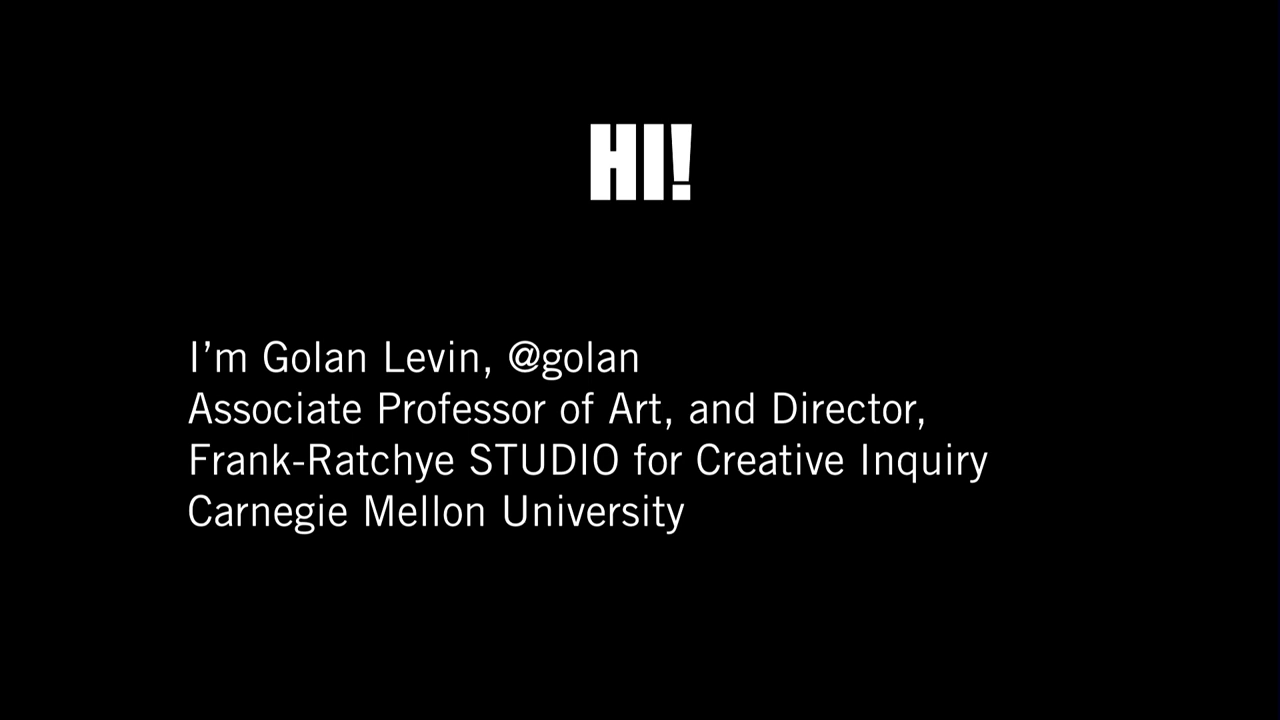 HI!
I’m Golan Levin, @golan
Associate Professor of Art, and Director,
Frank-Ratchye STUDIO for Creative Inquiry
Carnegie Mellon University